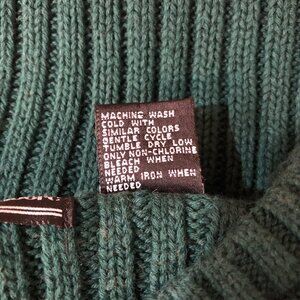 MACHINE WASH
COLD WITH
SIMILAR COLORS
GENTLE CYCLE
TUMBLE DRY LOW
ONLY NON-CHLORINE
BLEACH WHEN
NEEDED
WARM IRON WHEN
NEEDED